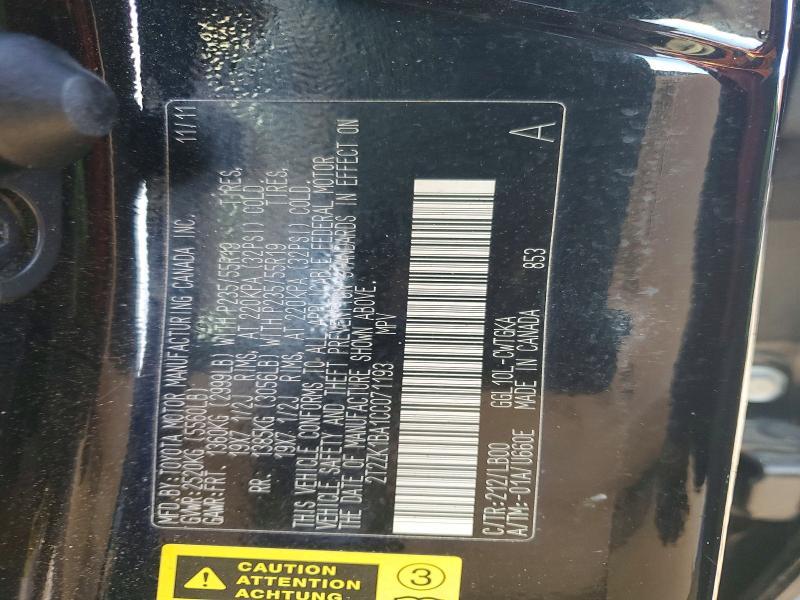 MFD.BY:TOYOTA MOTOR MANUFACTURING CANADA INC. 11/11
GVWR:2520KG (5560LB)
GAWR:FRT. 1360KG (2999LB) WITH P235/55R19 TIRES,
19X7 1/2J RIMS, AT 220KPA (32PSI) COLD.
RR. 1385KG (3056LB) WITH P235/55R19 TIRES,
19X7 1/2J RIMS, AT 220KPA (32PSI) COLD.
THIS VEHICLE CONFORMS TO ALL APPLICABLE FEDERAL MOTOR
VEHICLE SAFETY AND THEFT PREVENTION STANDARDS IN EFFECT ON
THE DATE OF MANUFACTURE SHOWN ABOVE.
2T2ZK1BA1CC071193 MPV
A
C/TR:212/LB00 GGL10L-CWTGKA 853
A/TM:-01A/U660E MADE IN CANADA
CAUTION
ATTENTION
ACHTUNG
3